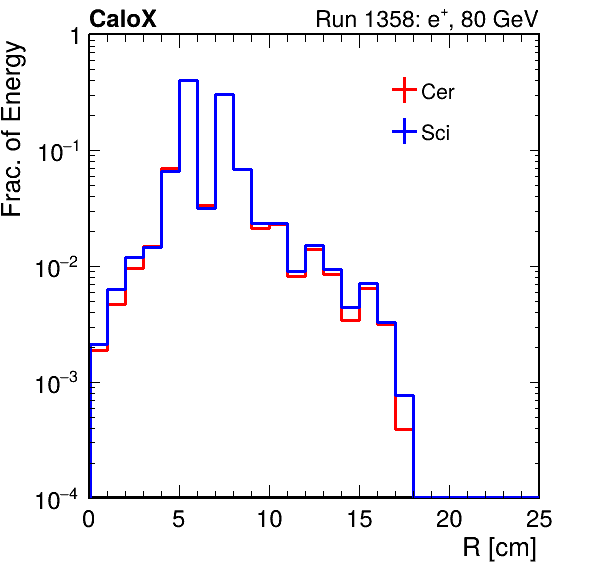 CaloX Run 1358: e⁺, 80 GeV
Frac. of Energy
1
10⁻¹
10⁻²
10⁻³
10⁻⁴
Cer
Sci
0 5 10 15 20 25
R [cm]